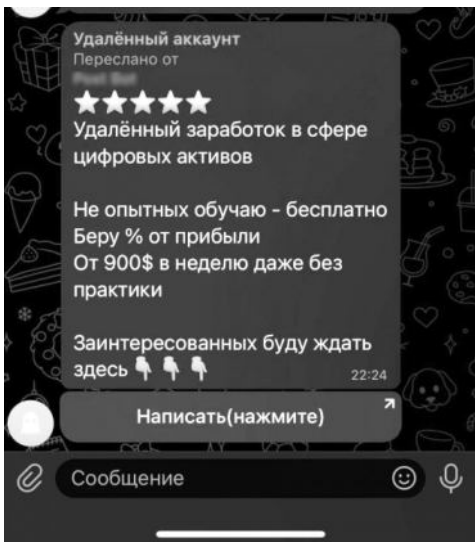 Удалённый аккаунт
Переслано от
★★★★★
Удалённый заработок в сфере
цифровых активов
Не опытных обучаю - бесплатно
Беру % от прибыли
От 900$ в неделю даже без
практики
Заинтересованных буду ждать
здесь 👇 👇 👇
22:24
Написать(нажмите)
Сообщение